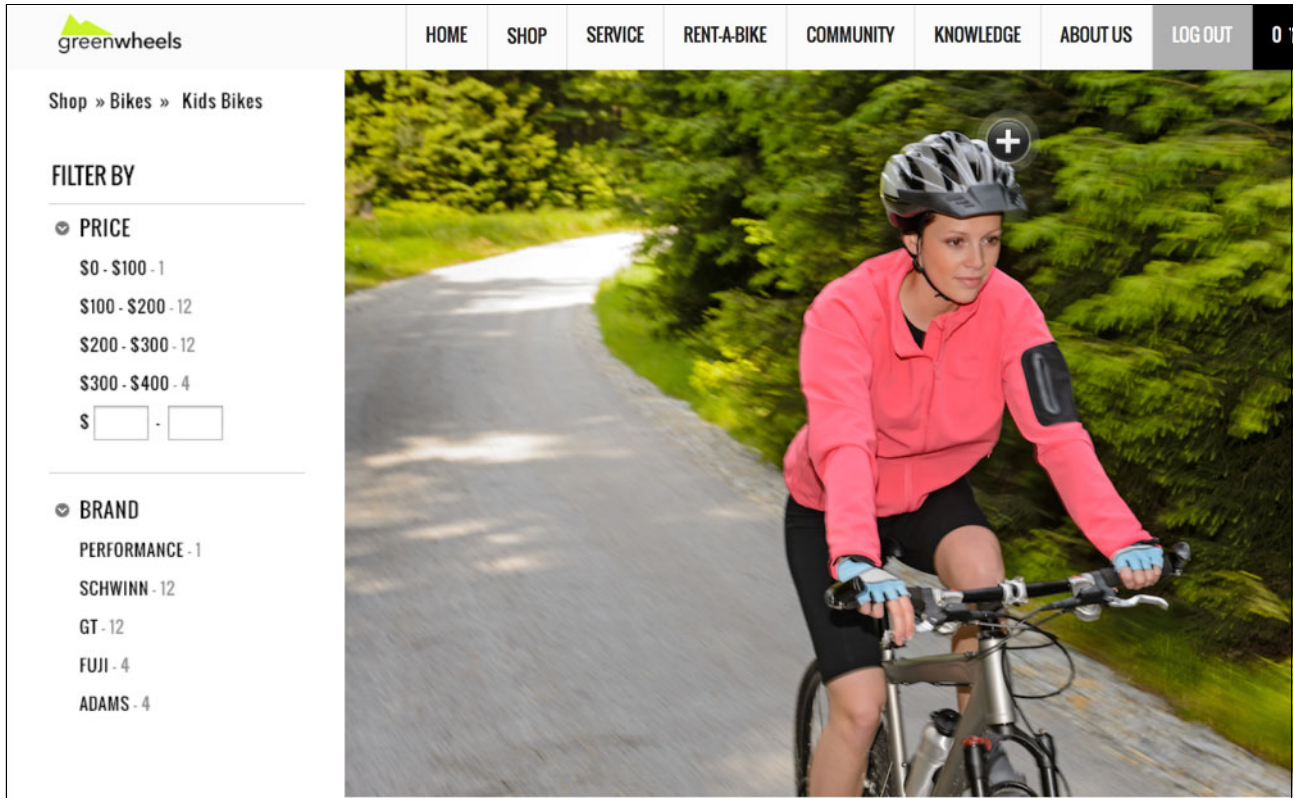 greenwheels
HOME SHOP SERVICE RENT-A-BIKE COMMUNITY KNOWLEDGE ABOUT US LOG OUT 0
Shop » Bikes » Kids Bikes
FILTER BY
PRICE
$0 - $100 - 1
$100 - $200 - 12
$200 - $300 - 12
$300 - $400 - 4
$ -
BRAND
PERFORMANCE - 1
SCHWINN - 12
GT - 12
FUJI - 4
ADAMS - 4